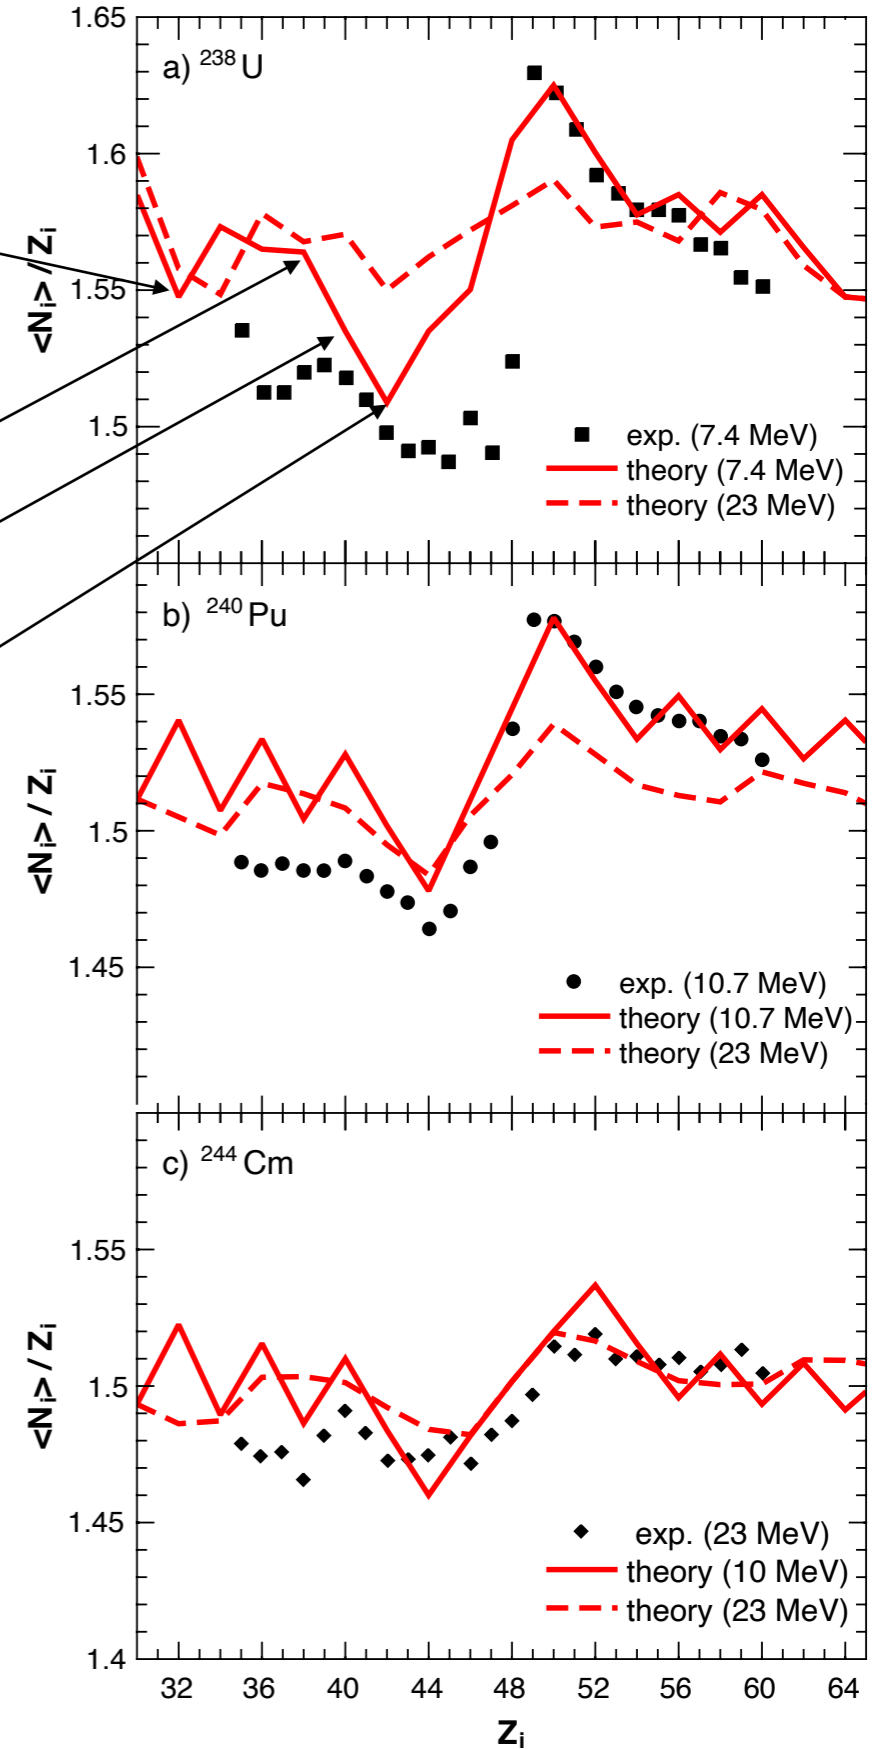 1.65
a) 238U
1.6
1.55
1.5
<Ni> / Zi
exp. (7.4 MeV)
theory (7.4 MeV)
theory (23 MeV)
b) 240Pu
1.55
1.5
1.45
<Ni> / Zi
exp. (10.7 MeV)
theory (10.7 MeV)
theory (23 MeV)
c) 244Cm
1.55
1.5
1.45
1.4
<Ni> / Zi
exp. (23 MeV)
theory (10 MeV)
theory (23 MeV)
32 36 40 44 48 52 56 60 64
Zi